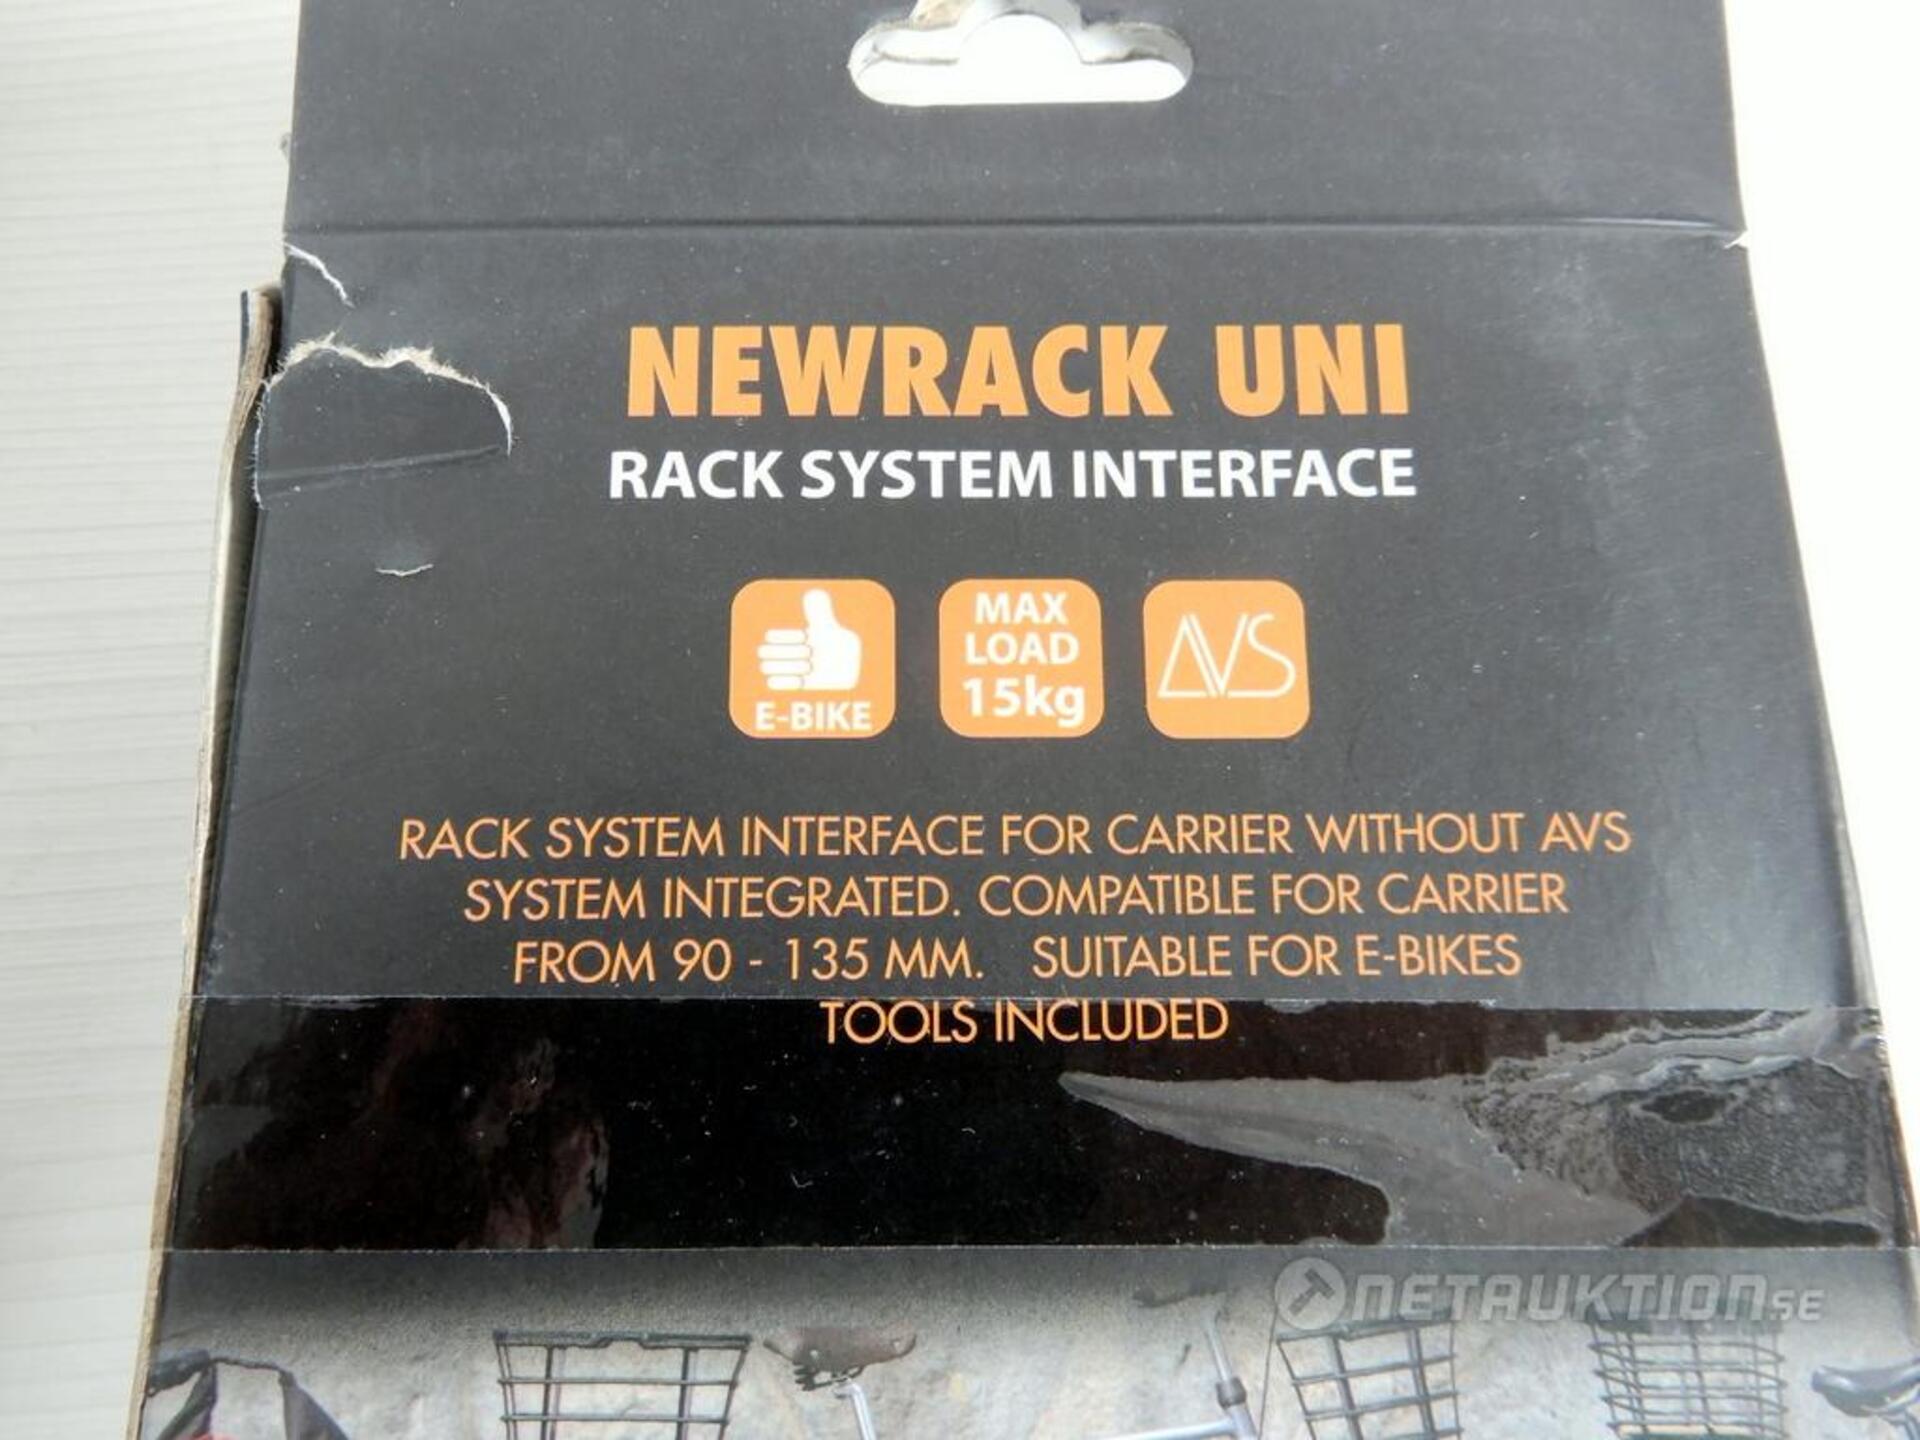 NEWRACK UNI
RACK SYSTEM INTERFACE
E-BIKE
MAX
LOAD
15kg
AVS
RACK SYSTEM INTERFACE FOR CARRIER WITHOUT AVS
SYSTEM INTEGRATED. COMPATIBLE FOR CARRIER
FROM 90 - 135 MM. SUITABLE FOR E-BIKES
TOOLS INCLUDED
NETAUKTION.SE